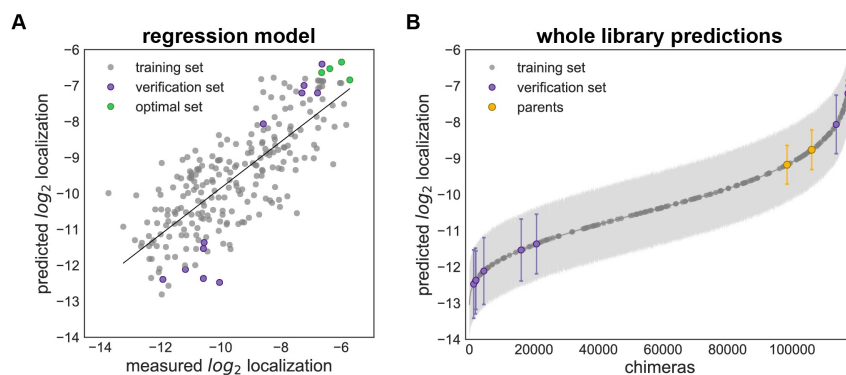 A
regression model
−6
−7
−8
−9
−10
−11
−12
−13
−14
predicted log2 localization
training set
verification set
optimal set
−14
−12
−10
−8
−6
measured log2 localization
B
whole library predictions
−6
−7
−8
−9
−10
−11
−12
−13
−14
predicted log2 localization
training set
verification set
parents
0
20000
40000
60000
80000
100000
chimeras